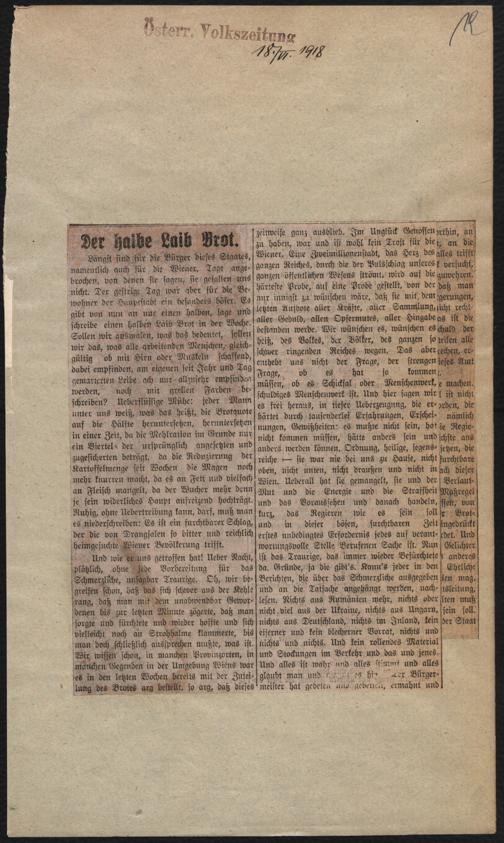 Österr. Volkszeitung
18./VI. 1918
12
Der halbe Laib Brot.
Längst sind für die Bürger dieses Staates,
namentlich auch für die Wiener, Tage ange-
brochen, von denen sie sagen, sie gefallen uns
nicht. Der gestrige Tag war aber für die Be-
wohner der Hauptstadt ein besonders böser. Es
gibt von nun an nur einen halben, sage und
schreibe einen halben Laib Brot in der Woche.
Sollen wir ausmalen, was das bedeutet, sollen
wir das, was alle arbeitenden Menschen, gleich-
gültig ob mit Hirn oder Muskeln schaffend,
dabei empfinden, am eigenen seit Jahr und Tag
gemarterten Leibe ach nur allzusehr empfinden
werden, noch mit grellen Farben be-
schreiben? Ueberflüssige Mühe: jeder Mann
unter uns weiß, was das heißt, die Brotquote
auf die Hälfte heruntersetzen, heruntersetzen
in einer Zeit, da die Mehlration im Grunde nur
ein Viertel der ursprünglich angesetzten und
zugesicherten beträgt, da die Reduzierung der
Kartoffelmenge seit Wochen die Magen noch
mehr knurren macht, da es an Fett und vielfach
an Fleisch mangelt, da der Wucher mehr denn
je sein widerliches Haupt aufreizend hochträgt.
Ruhig, ohne Uebertreibung kann, darf, muß man
es niederschreiben: Es ist ein furchtbarer Schlag,
der die von Drangsalen so bitter und reichlich
heimgesuchte Wiener Bevölkerung trifft.
Und wie er uns getroffen hat! Ueber Nacht,
plötzlich, ohne jede Vorbereitung für das
Schmerzliche, unsagbar Traurige. Oh, wir be-
greifen schon, daß das sich schwer aus der Kehle
rang, daß man mit dem unabwendbar Gewor-
denen bis zur letzten Minute zögerte, daß man
sorgte und fürchtete und wieder hoffte und sich
vielleicht noch an Strohhalme klammerte, bis
man doch schließlich aussprechen mußte, was ist.
Wir wissen schon, in manchen Provinzorten, in
manchen Gegenden in der Umgebung Wiens war
es in den letzten Wochen bereits mit der Zutei-
lung des Brotes arg bestellt, so arg, daß dieses
zeitweise ganz ausblieb. Im Unglück Genossen
zu haben, war und ist wohl kein Trost für die
Wiener. Eine Zweimillionenstadt, das Herz des
ganzen Reiches, durch die der Pulsschlag unseres
ganzen öffentlichen Wesens strömt, wird auf die
härteste Probe, auf eine Probe gestellt, von der
nur innigst zu wünschen wäre, daß sie mit dem
letzten Aufgebot aller Kräfte, aller Sammlung,
aller Geduld, allen Opfermutes, aller Hingabe
bestanden werde. Wir wünschen es, wünschen es
heiß, des Volkes, der Völker, des ganzen so
schwer ringenden Reiches wegen. Das aber
enthebt uns nicht der Frage, der strengen
Frage, ob es hat so kommen
müssen, ob es Schicksal oder Menschenwerk,
schuldiges Menschenwerk ist. Und hier sagen wir
es frei heraus, in tiefster Ueberzeugung, die er-
härtet durch tausenderlei Erfahrungen, Erschei-
nungen, Gewißheiten: es mußte nicht sein, hat
nicht kommen müssen, hätte anders sein und
anders werden können. Ordnung, heilige, segens-
reiche — sie war nie bei uns zu Hause, nicht
oben, nicht unten, nicht draußen und nicht in
Wien. Ueberall hat sie gemangelt, sie und der
Mut und die Energie und die Straffheit
und das Voraussehen und danach handeln,
kurz, das Regieren wie es sein soll
und in dieser bösen, furchtbaren Zeit
erstes unbedingtes Erfordernis jedes auf verant-
wortungsvolle Stelle Berufenen Sache ist. Nun
ist das Traurige, das immer wieder Befürchtete
da. Gründe, ja die gibt's. Kann's jeder in den
Berichten, die über das Schmerzliche ausgegeben
und an die Tatsache angehängt werden, nach-
lesen. Nichts aus Rumänien mehr, nichts oder
nicht viel aus der Ukraine, nichts aus Ungarn,
nichts aus Deutschland, nichts im Inland, kein
eiserner und kein blecherner Vorrat, nichts und
nichts und nichts. Und kein rollendes Material
und Stockungen im Verkehr und das und jenes.
Und alles ist wahr und alles stimmt und alles
glaubt man und Bürger-
meister hat gebeten und gebeten, ermahnt und